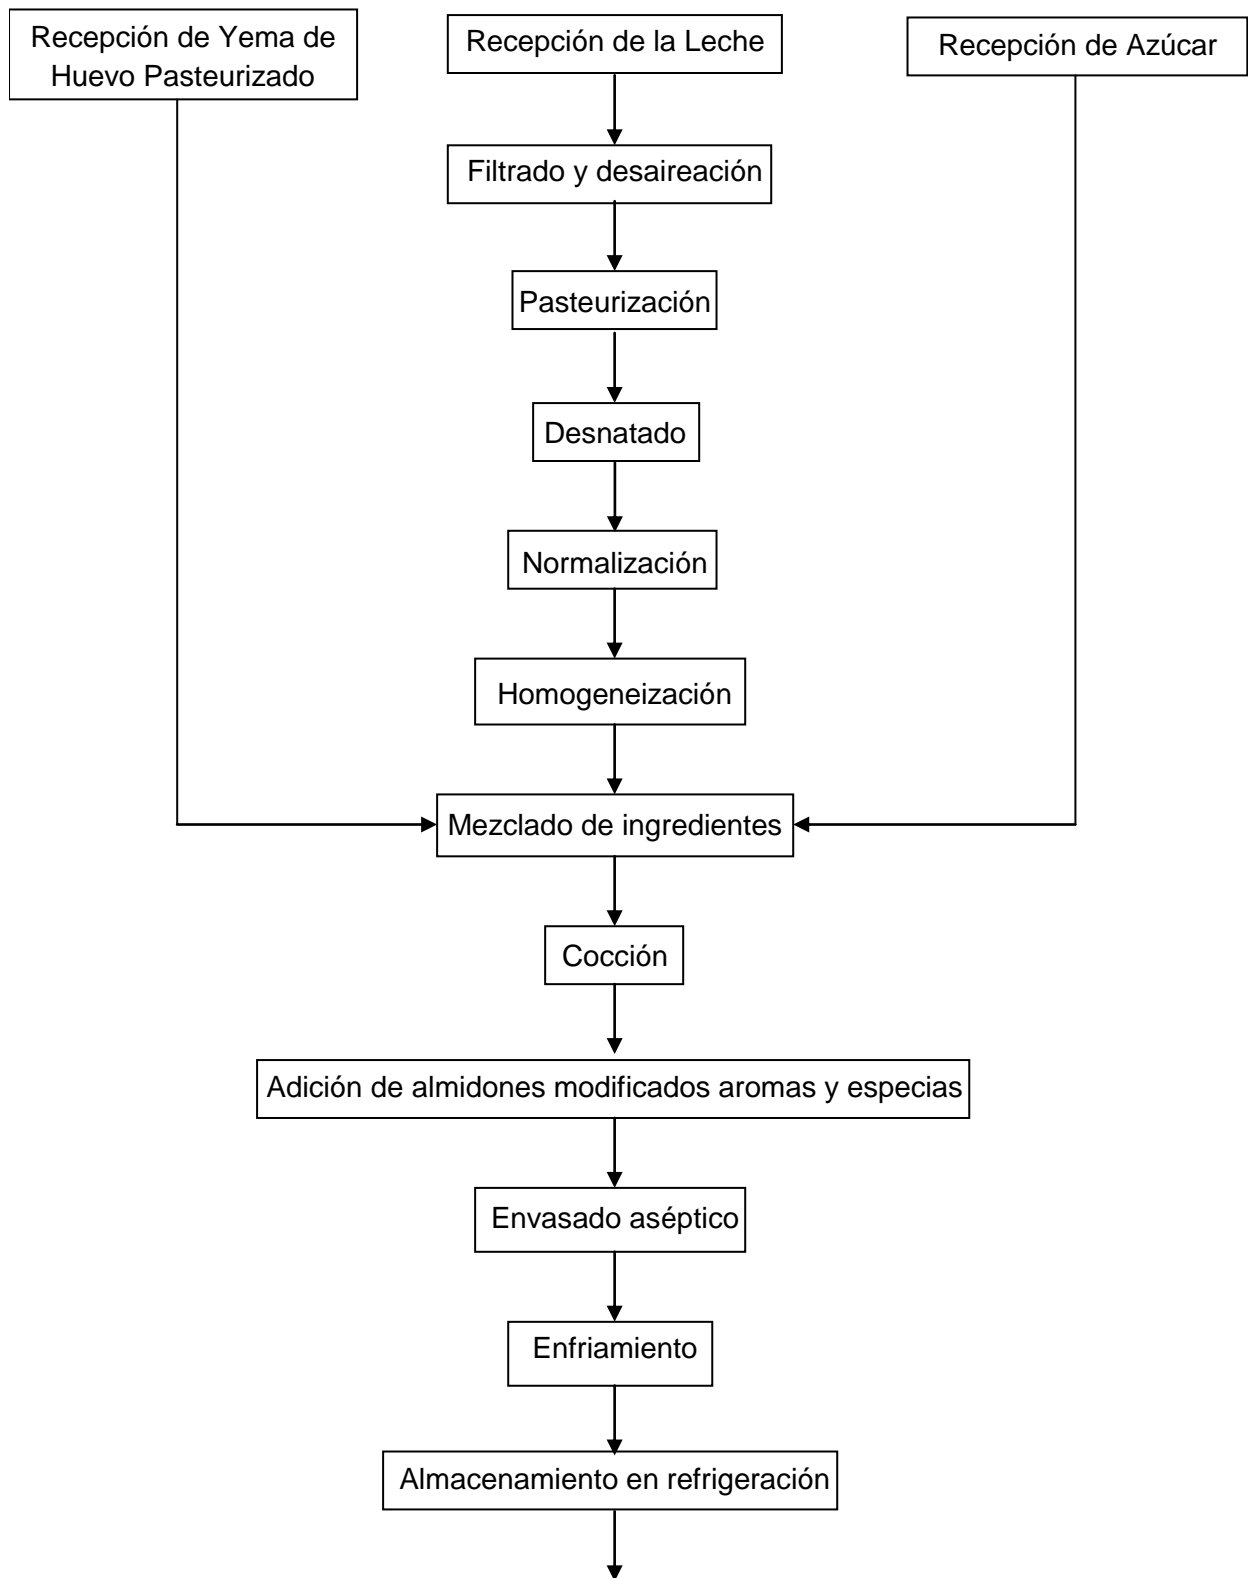 Recepción de Yema de
Huevo Pasteurizado
Recepción de la Leche
Recepción de Azúcar
Filtrado y desaireación
Pasteurización
Desnatado
Normalización
Homogeneización
Mezclado de ingredientes
Cocción
Adición de almidones modificados aromas y especias
Envasado aséptico
Enfriamiento
Almacenamiento en refrigeración